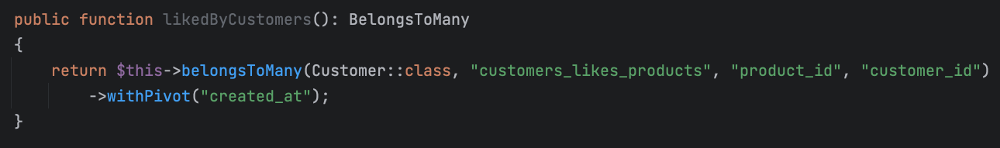 public function likedByCustomers(): BelongsToMany
{
    return $this->belongsToMany(Customer::class, "customers_likes_products", "product_id", "customer_id")
        ->withPivot("created_at");
}